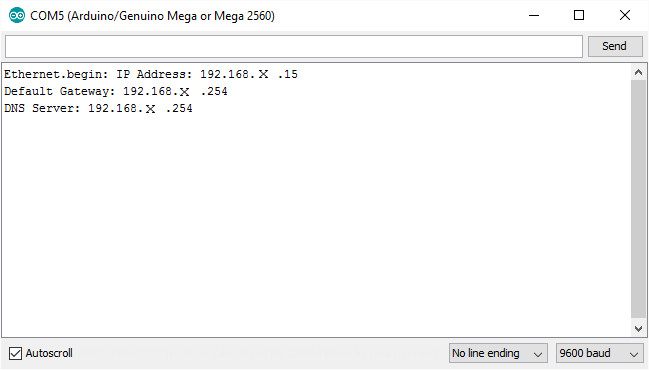 COM5 (Arduino/Genuino Mega or Mega 2560)
Send
Ethernet.begin: IP Address: 192.168. X .15
Default Gateway: 192.168.X .254
DNS Server: 192.168.X .254
Autoscroll
No line ending
9600 baud